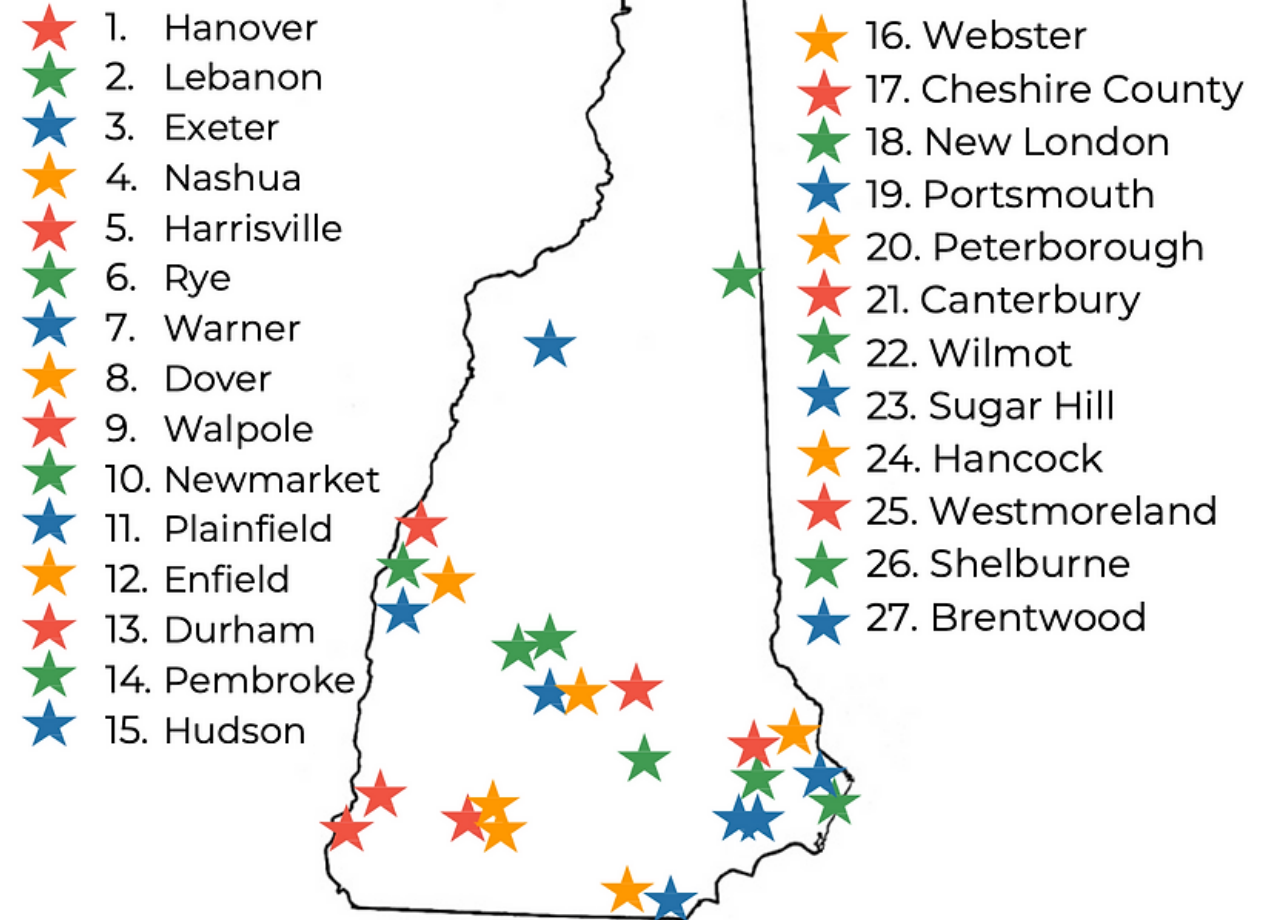 1. Hanover
2. Lebanon
3. Exeter
4. Nashua
5. Harrisville
6. Rye
7. Warner
8. Dover
9. Walpole
10. Newmarket
11. Plainfield
12. Enfield
13. Durham
14. Pembroke
15. Hudson
16. Webster
17. Cheshire County
18. New London
19. Portsmouth
20. Peterborough
21. Canterbury
22. Wilmot
23. Sugar Hill
24. Hancock
25. Westmoreland
26. Shelburne
27. Brentwood